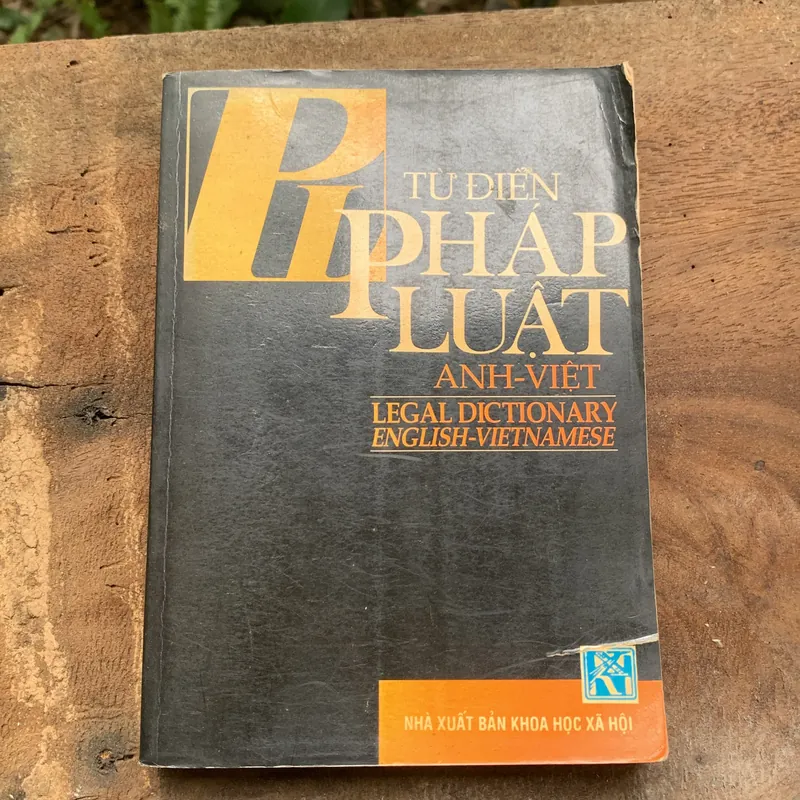 PL
TỪ ĐIỂN
PHÁP
LUẬT
ANH-VIỆT
LEGAL DICTIONARY
ENGLISH-VIETNAMESE
NHÀ XUẤT BẢN KHOA HỌC XÃ HỘI